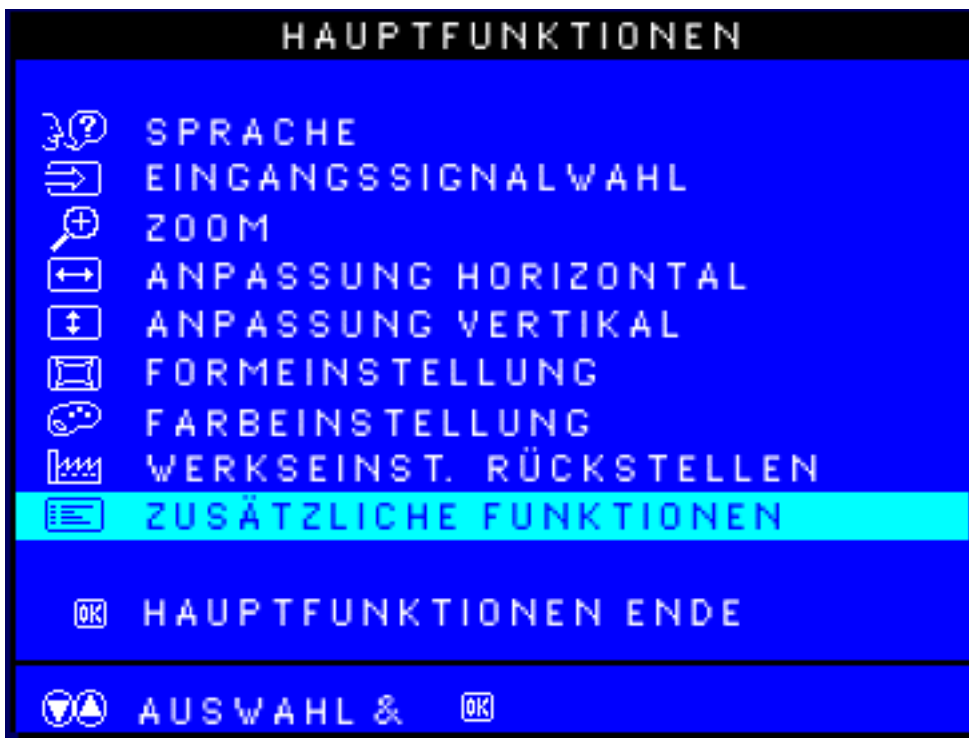 HAUPTFUNKTIONEN
SPRACHE
EINGANGSSIGNALWAHL
ZOOM
ANPASSUNG HORIZONTAL
ANPASSUNG VERTIKAL
FORMEINSTELLUNG
FARBEINSTELLUNG
WERKSEINST. RÜCKSTELLEN
ZUSÄTZLICHE FUNKTIONEN
OK HAUPTFUNKTIONEN ENDE
AUSWAHL & OK